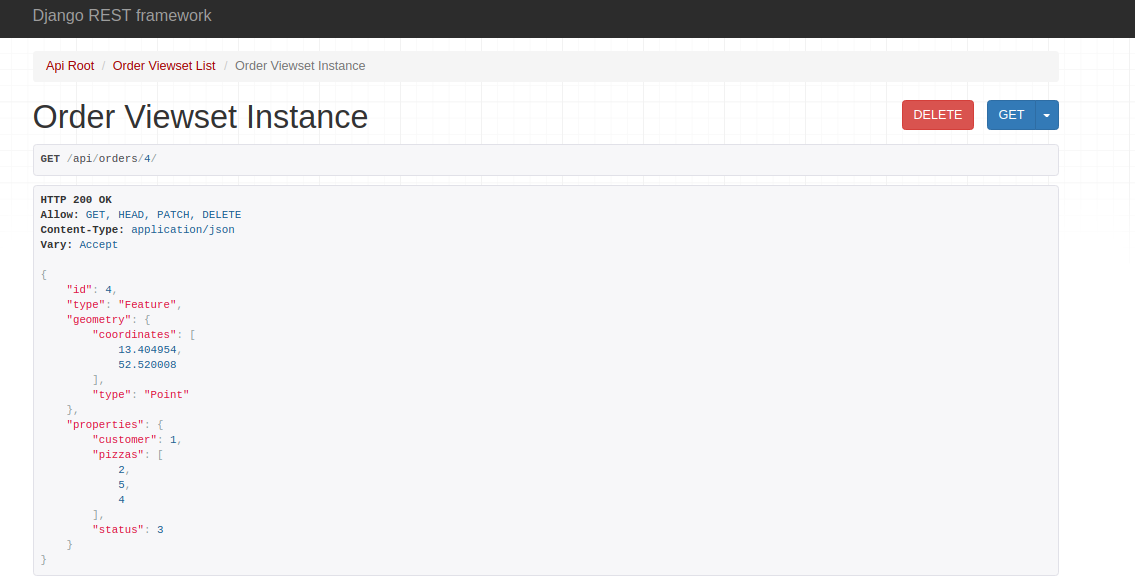 Django REST framework
Api Root / Order Viewset List / Order Viewset Instance
Order Viewset Instance
DELETE GET
GET /api/orders/4/
HTTP 200 OK
Allow: GET, HEAD, PATCH, DELETE
Content-Type: application/json
Vary: Accept
{
    "id": 4,
    "type": "Feature",
    "geometry": {
        "coordinates": [
            13.404954,
            52.520008
        ],
        "type": "Point"
    },
    "properties": {
        "customer": 1,
        "pizzas": [
            2,
            5,
            4
        ],
        "status": 3
    }
}